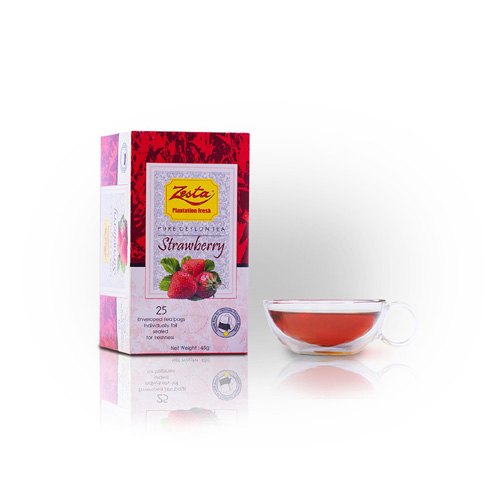 Zesta
Plantation Fresh
PURE CEYLON TEA
Strawberry
25
Enveloped tea bags
individually foil
sealed
for freshness
Net Weight